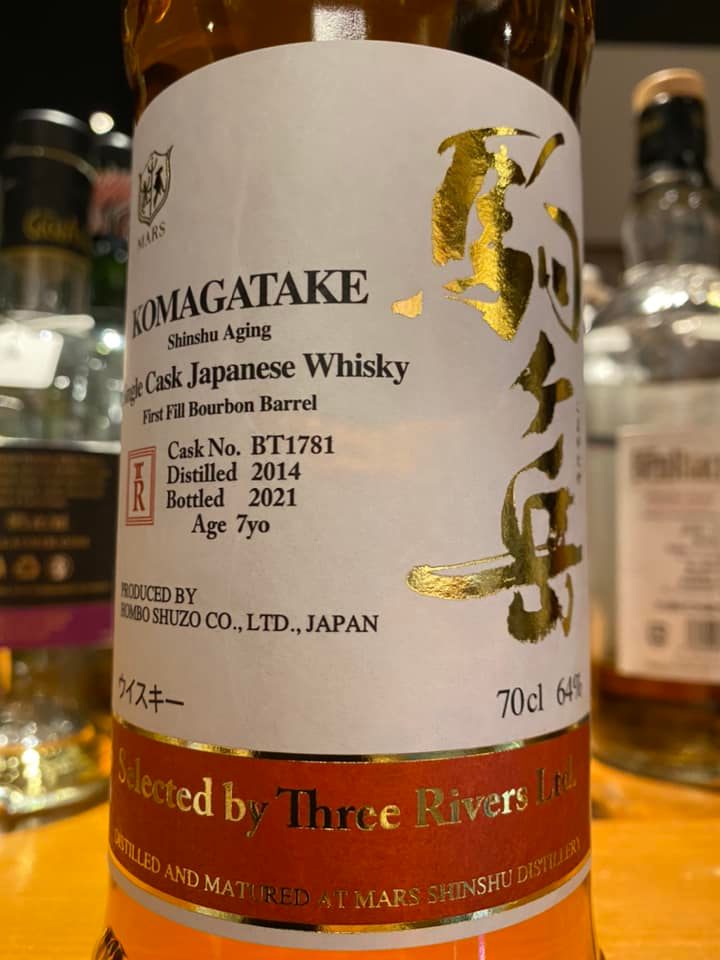 MARS
駒ヶ岳
KOMAGATAKE
Shinshu Aging
Single Cask Japanese Whisky
First Fill Bourbon Barrel
Cask No. BT1781
Distilled 2014
Bottled 2021
Age 7yo
R
PRODUCED BY
HOMBO SHUZO CO., LTD., JAPAN
ウイスキー
70cl 64%
Selected by Three Rivers Ltd.
DISTILLED AND MATURED AT MARS SHINSHU DISTILLERY